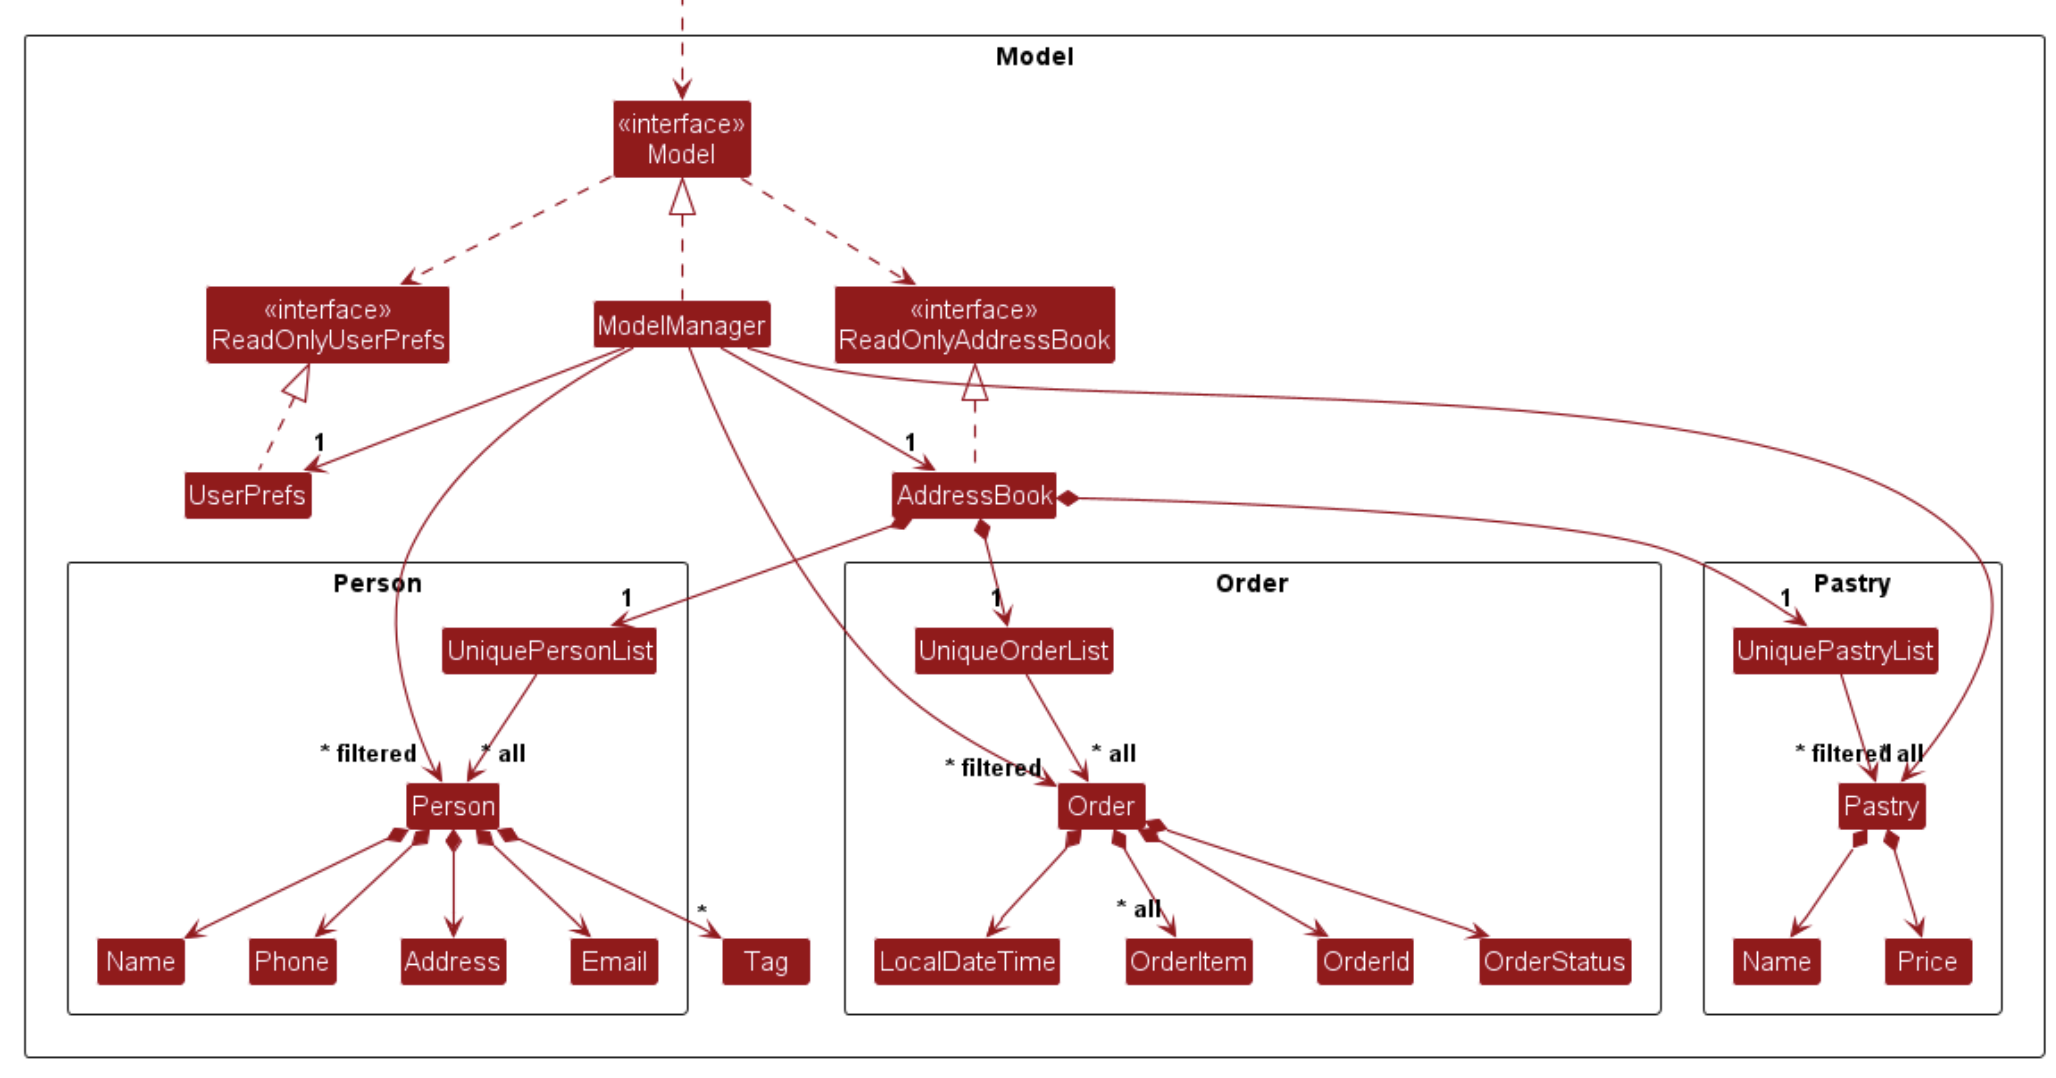 Model
«interface»
Model
«interface»
ReadOnlyUserPrefs
ModelManager
«interface»
ReadOnlyAddressBook
1
1
UserPrefs
AddressBook
Person
Order
Pastry
1
1
1
UniquePersonList
UniqueOrderList
UniquePastryList
* filtered
* all
* filtered
* all
* filtered
* all
Person
Order
Pastry
*
* all
Name
Phone
Address
Email
Tag
LocalDateTime
OrderItem
OrderId
OrderStatus
Name
Price